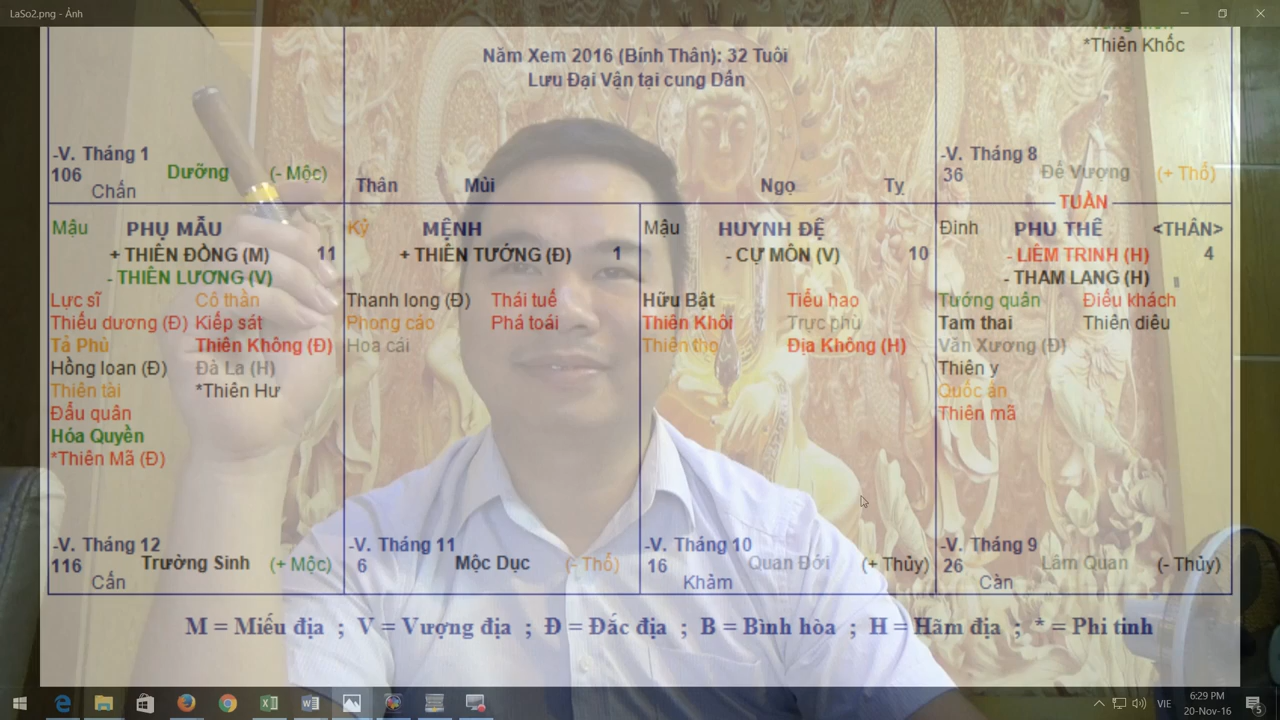 LaSo2.png - Ảnh
*Thiên Khốc
Năm Xem 2016 (Bính Thân): 32 Tuổi
Lưu Đại Vận tại cung Dần
-V. Tháng 1
106
Dưỡng
(- Mộc)
Chấn
Thân
Mùi
Ngọ
Tỵ
-V. Tháng 8
36
Đế Vượng
(+ Thổ)
TUẦN
Mậu
PHỤ MẪU
+ THIÊN ĐỒNG (M)
11
- THIÊN LƯƠNG (V)
Lực sĩ
Cô thần
Thiếu dương (Đ)
Kiếp sát
Tả Phù
Thiên Không (Đ)
Hồng loan (Đ)
Đà La (H)
Thiên tài
*Thiên Hư
Đẩu quân
Hóa Quyền
*Thiên Mã (Đ)
-V. Tháng 12
116
Trường Sinh
(+ Mộc)
Cấn
Kỷ
MỆNH
+ THIÊN TƯỚNG (Đ)
1
Thanh long (Đ)
Thái tuế
Phong cáo
Phá toái
Hoa cái
-V. Tháng 11
6
Mộc Dục
(- Thổ)
Mậu
HUYNH ĐỆ
- CỰ MÔN (V)
10
Hữu Bật
Tiểu hao
Thiên Khôi
Trực phù
Thiên thọ
Địa Không (H)
-V. Tháng 10
16
Quan Đới
(+ Thủy)
Khảm
Đinh
PHU THÊ
<THÂN>
- LIÊM TRINH (H)
4
- THAM LANG (H)
Tướng quân
Điếu khách
Tam thai
Thiên diêu
Văn Xương (Đ)
Thiên y
Quốc ấn
Thiên mã
-V. Tháng 9
26
Lâm Quan
(- Thủy)
Càn
M = Miếu địa ; V = Vượng địa ; Đ = Đắc địa ; B = Bình hòa ; H = Hãm địa ; * = Phi tinh
VIE
6:29 PM
20-Nov-16
5